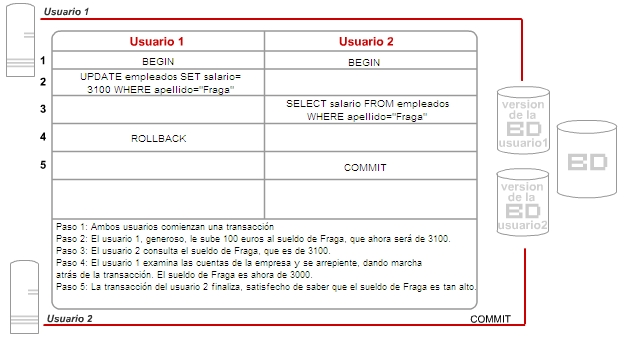 Usuario 1
Usuario 1 Usuario 2
1 BEGIN BEGIN
2 UPDATE empleados SET salario=
3100 WHERE apellido="Fraga"
3 SELECT salario FROM empleados
WHERE apellido="Fraga"
4 ROLLBACK
5 COMMIT
version
de la
BD
usuario1
BD
version
de la
BD
usuario2
Paso 1: Ambos usuarios comienzan una transacción
Paso 2: El usuario 1, generoso, le sube 100 euros al sueldo de Fraga, que ahora será de 3100.
Paso 3: El usuario 2 consulta el sueldo de Fraga, que es de 3100.
Paso 4: El usuario 1 examina las cuentas de la empresa y se arrepiente, dando marcha
atrás de la transacción. El sueldo de Fraga es ahora de 3000.
Paso 5: La transacción del usuario 2 finaliza, satisfecho de saber que el sueldo de Fraga es tan alto.
Usuario 2 COMMIT